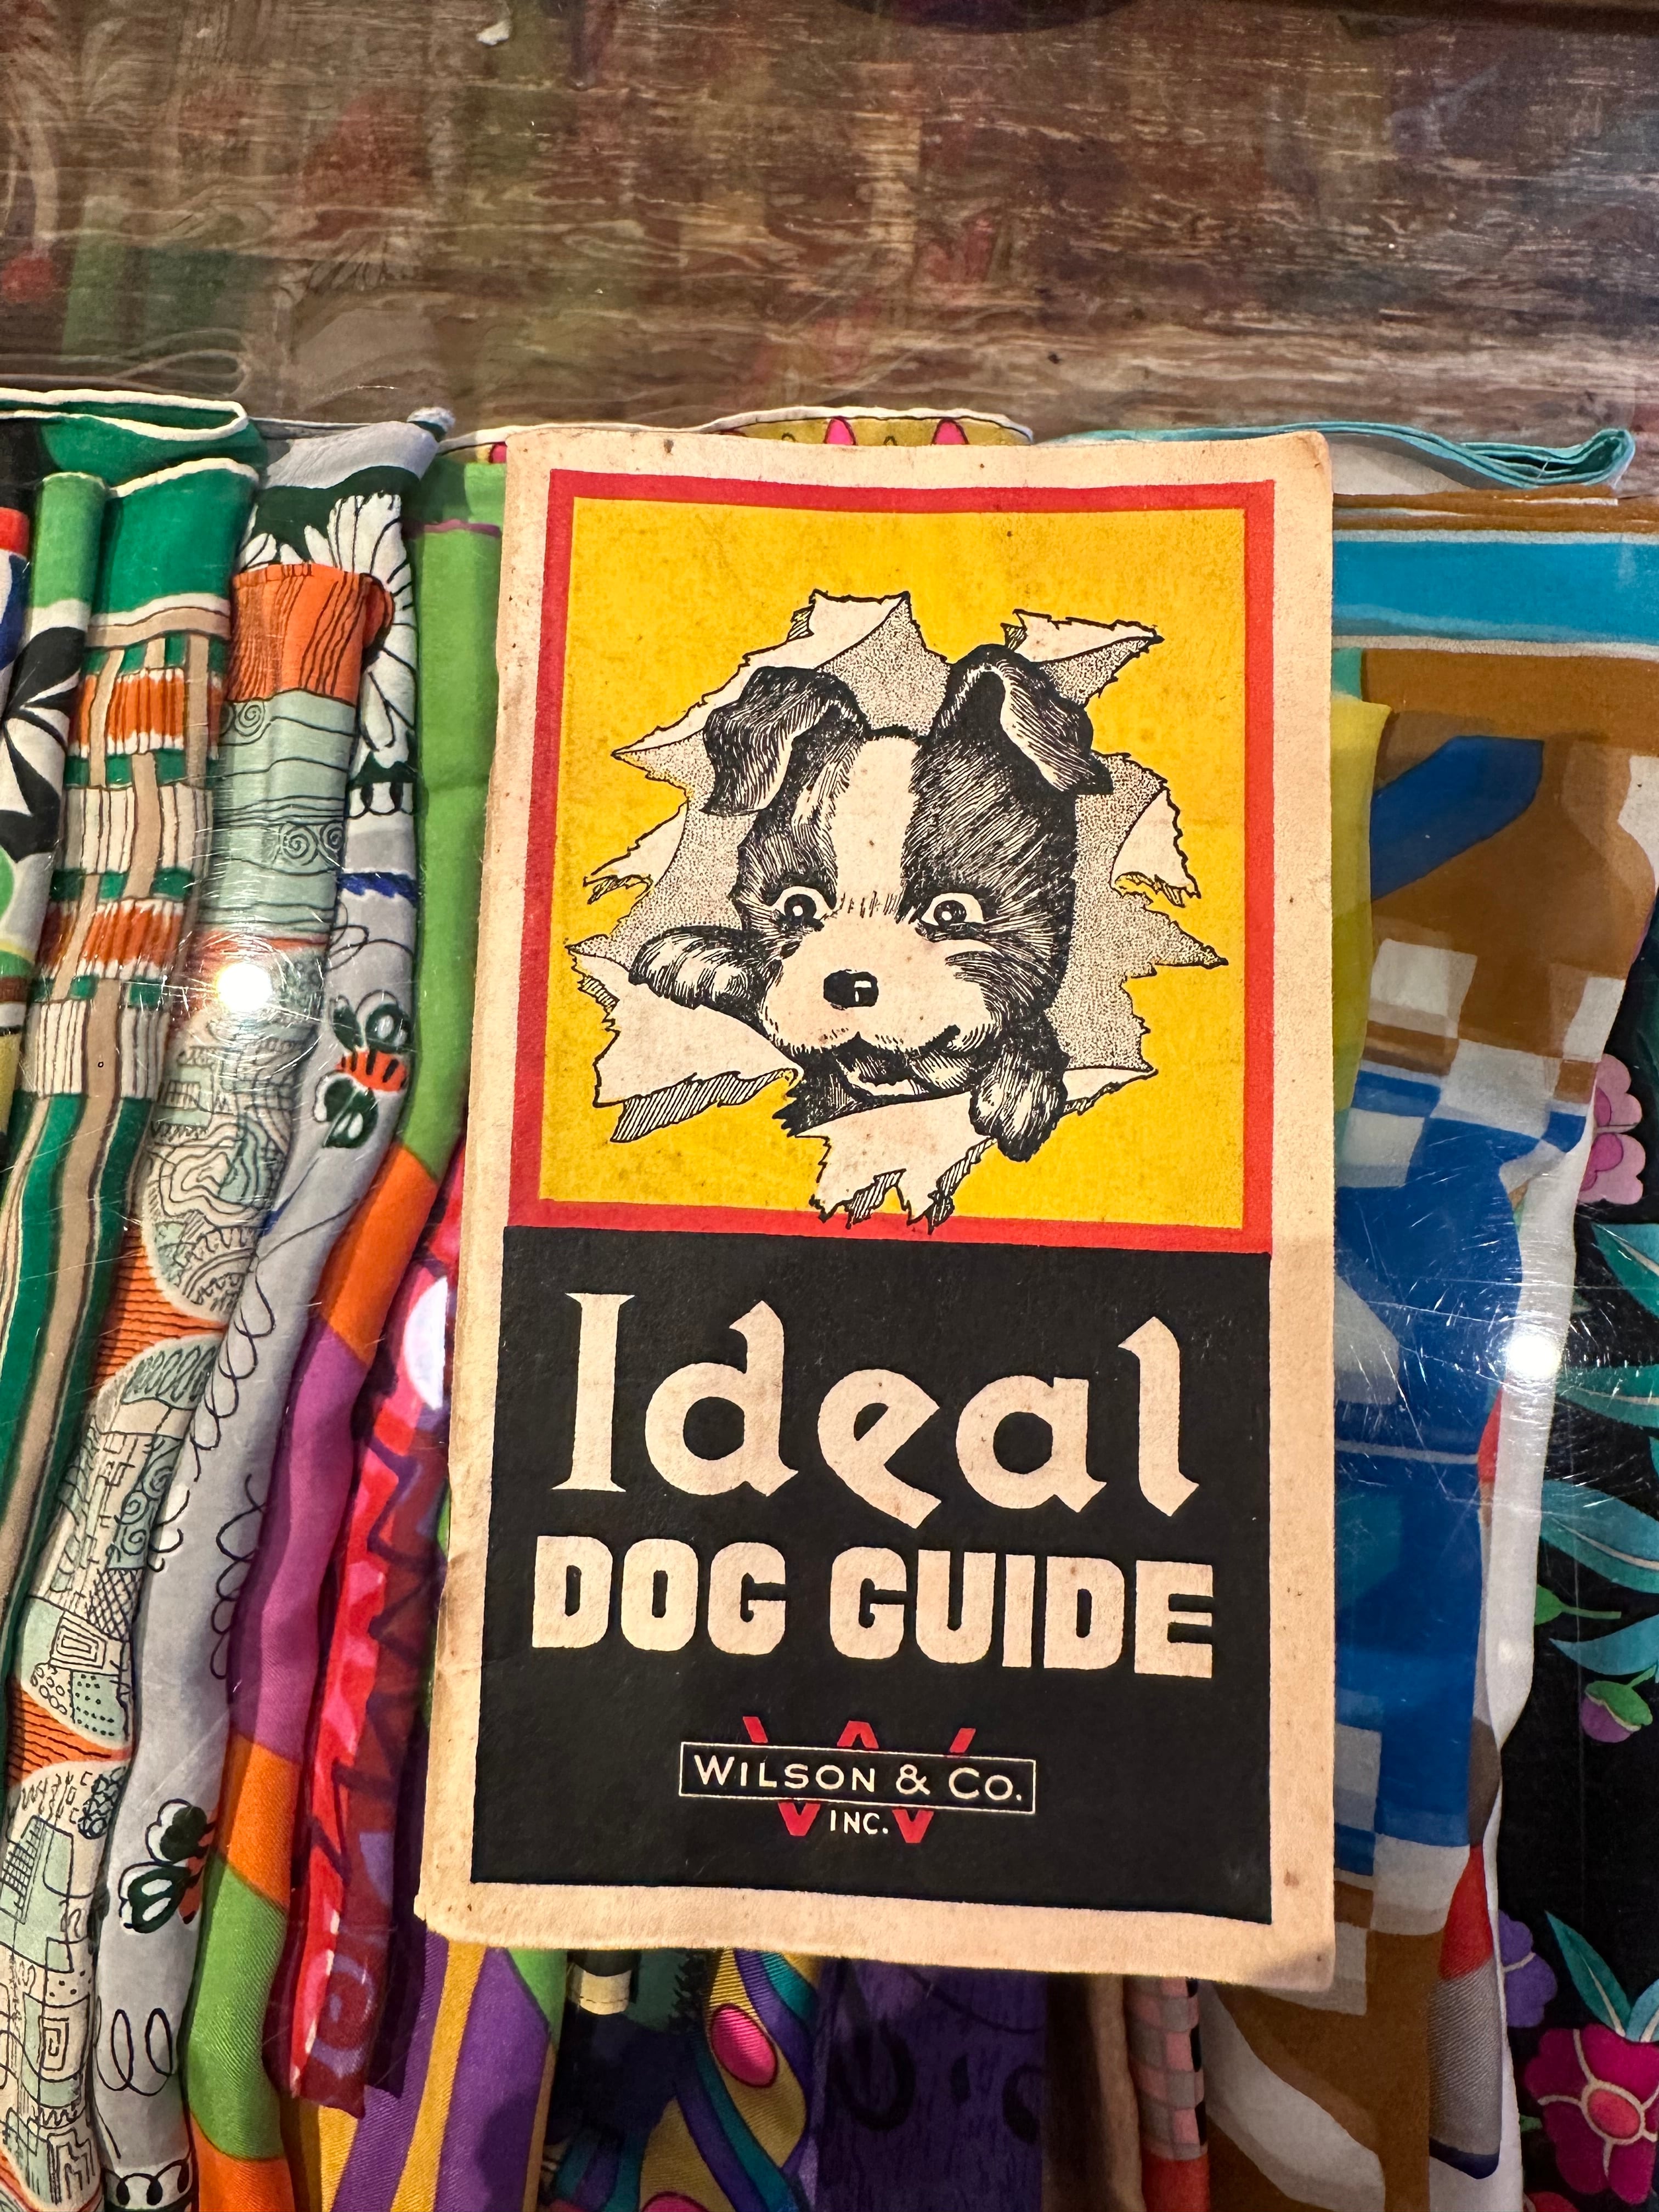 Ideal
DOG GUIDE
WILSON & CO.
INC.